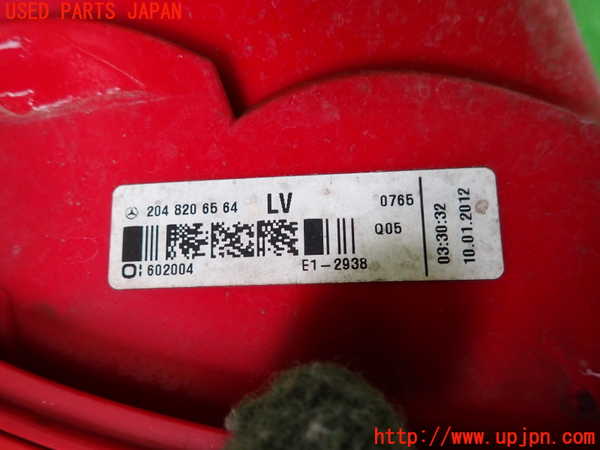 USED PARTS JAPAN
204 820 65 64 LV 0765
Q05
602004 E1-2938
03:30:32
10.01.2012
http://www.upjpn.com/